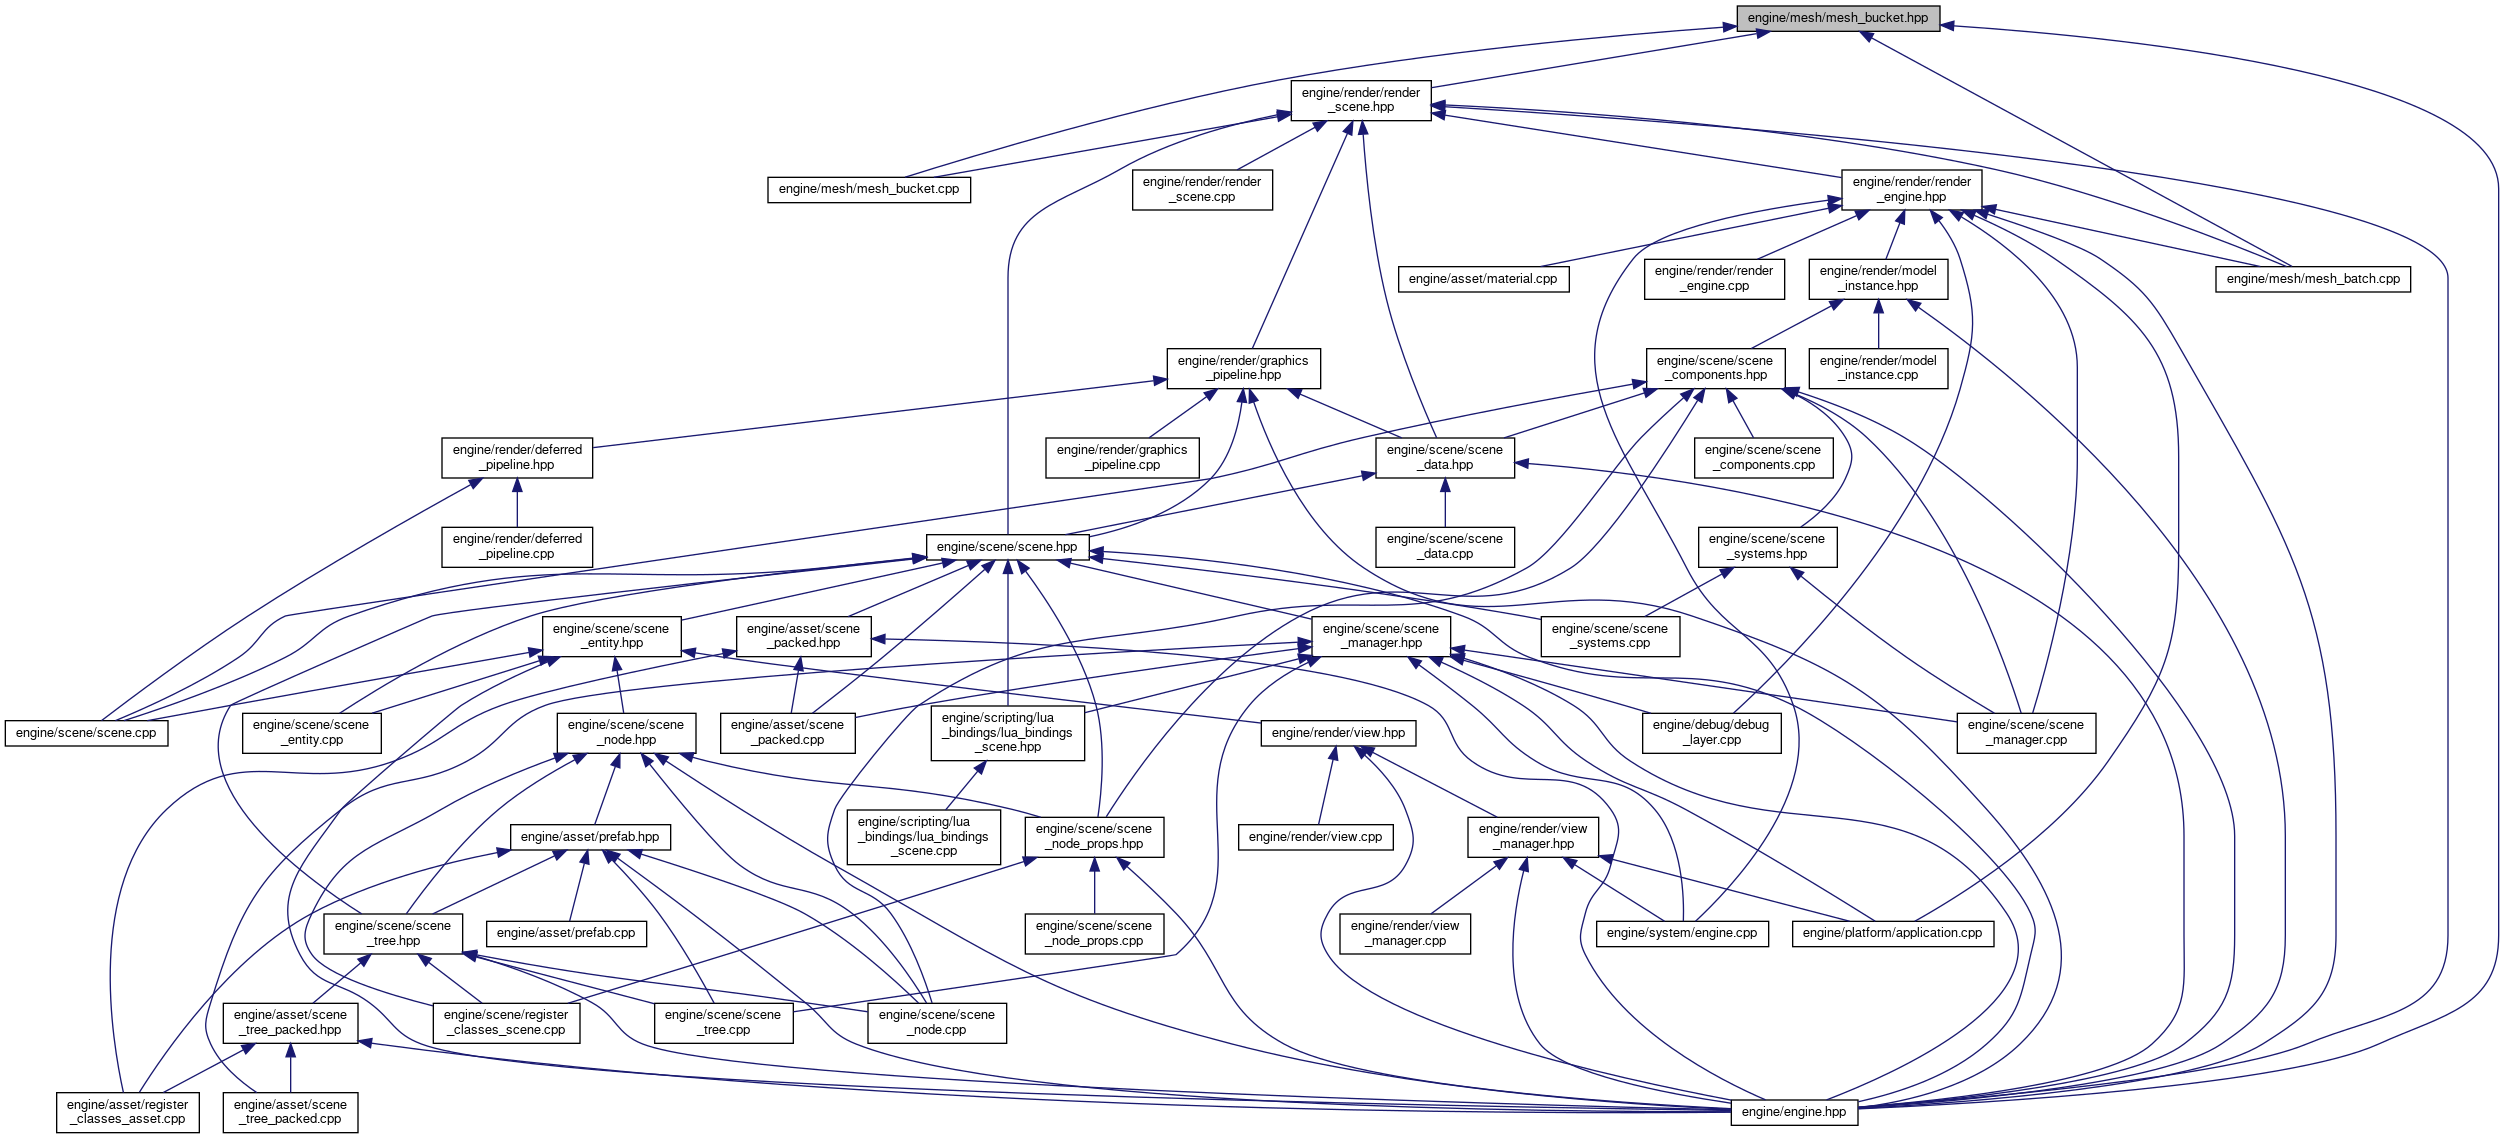 engine/mesh/mesh_bucket.hpp
engine/render/render
_scene.hpp
engine/mesh/mesh_bucket.cpp
engine/render/render
_scene.cpp
engine/render/render
_engine.hpp
engine/asset/material.cpp
engine/render/render
_engine.cpp
engine/render/model
_instance.hpp
engine/mesh/mesh_batch.cpp
engine/render/graphics
_pipeline.hpp
engine/scene/scene
_components.hpp
engine/render/model
_instance.cpp
engine/render/deferred
_pipeline.hpp
engine/render/graphics
_pipeline.cpp
engine/scene/scene
_data.hpp
engine/scene/scene
_components.cpp
engine/render/deferred
_pipeline.cpp
engine/scene/scene.hpp
engine/scene/scene
_data.cpp
engine/scene/scene
_systems.hpp
engine/scene/scene
_entity.hpp
engine/asset/scene
_packed.hpp
engine/scene/scene
_manager.hpp
engine/scene/scene
_systems.cpp
engine/scene/scene.cpp
engine/scene/scene
_entity.cpp
engine/scene/scene
_node.hpp
engine/asset/scene
_packed.cpp
engine/scripting/lua
_bindings/lua_bindings
_scene.hpp
engine/render/view.hpp
engine/debug/debug
_layer.cpp
engine/scene/scene
_manager.cpp
engine/asset/prefab.hpp
engine/scripting/lua
_bindings/lua_bindings
_scene.cpp
engine/scene/scene
_node_props.hpp
engine/render/view.cpp
engine/render/view
_manager.hpp
engine/scene/scene
_tree.hpp
engine/asset/prefab.cpp
engine/scene/scene
_node_props.cpp
engine/render/view
_manager.cpp
engine/system/engine.cpp
engine/platform/application.cpp
engine/asset/scene
_tree_packed.hpp
engine/scene/register
_classes_scene.cpp
engine/scene/scene
_tree.cpp
engine/scene/scene
_node.cpp
engine/asset/register
_classes_asset.cpp
engine/asset/scene
_tree_packed.cpp
engine/engine.hpp